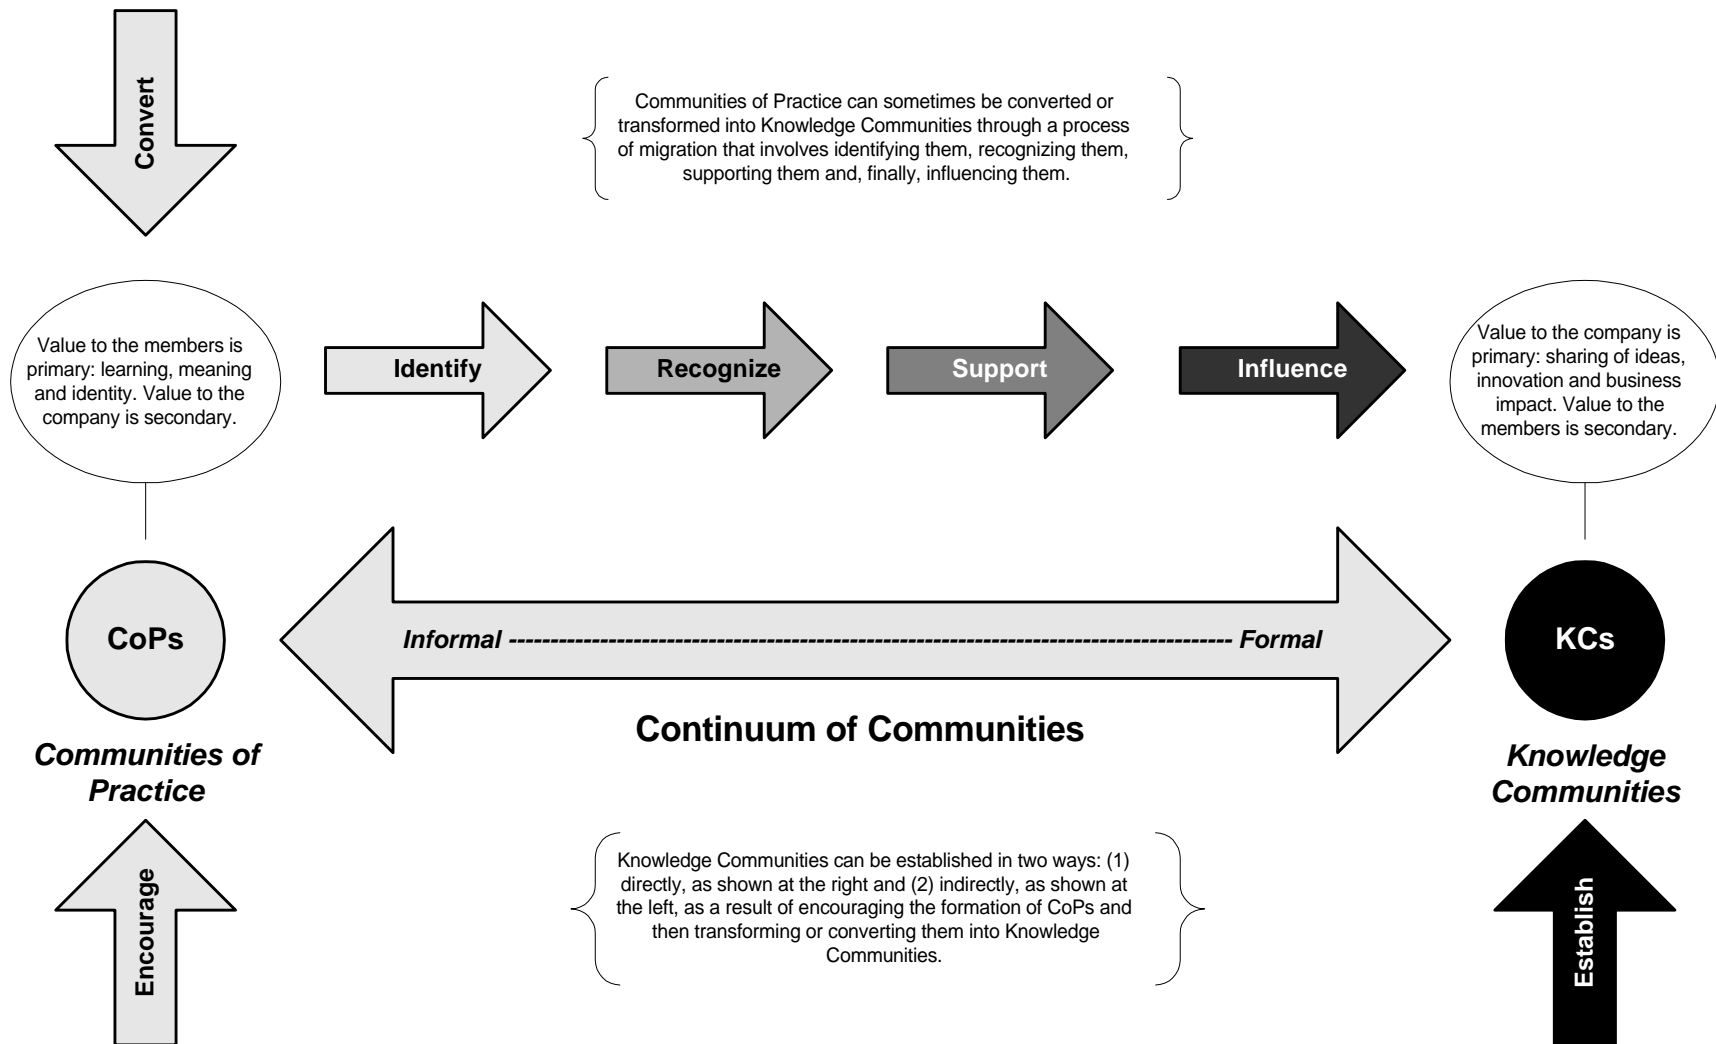 Convert
Communities of Practice can sometimes be converted or
transformed into Knowledge Communities through a process
of migration that involves identifying them, recognizing them,
supporting them and, finally, influencing them.
Value to the members is
primary: learning, meaning
and identity. Value to the
company is secondary.
Identify
Recognize
Support
Influence
Value to the company is
primary: sharing of ideas,
innovation and business
impact. Value to the
members is secondary.
CoPs
Informal ---------------------------------------------------------------------------------------- Formal
KCs
Continuum of Communities
Communities of
Practice
Knowledge
Communities
Encourage
Knowledge Communities can be established in two ways: (1)
directly, as shown at the right and (2) indirectly, as shown at
the left, as a result of encouraging the formation of CoPs and
then transforming or converting them into Knowledge
Communities.
Establish